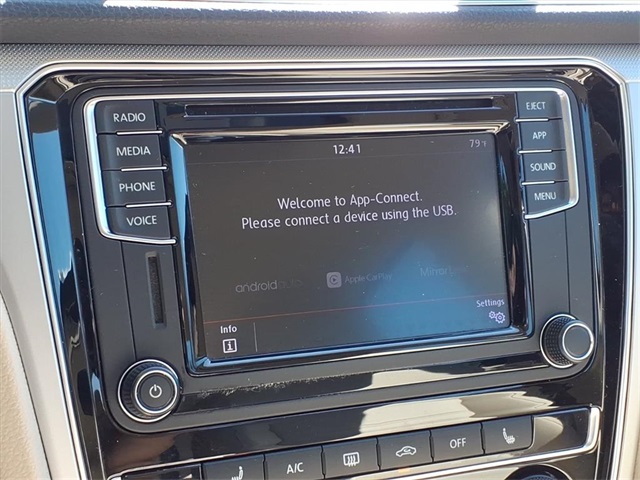 RADIO
MEDIA
PHONE
VOICE
EJECT
APP
SOUND
MENU
12:41 79°F
Welcome to App-Connect.
Please connect a device using the USB.
androidauto Apple CarPlay MirrorLink
Settings
Info
A/C OFF